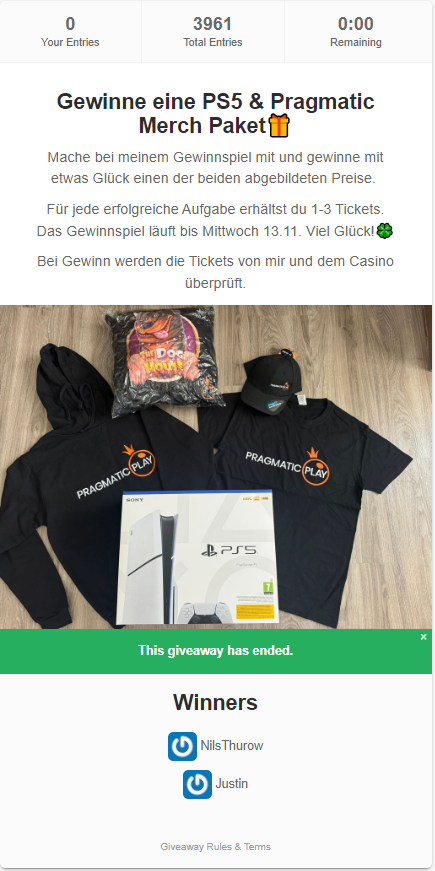 0
3961
0:00
Your Entries
Total Entries
Remaining
Gewinne eine PS5 & Pragmatic
Merch Paket🎁
Mache bei meinem Gewinnspiel mit und gewinne mit
etwas Glück einen der beiden abgebildeten Preise.
Für jede erfolgreiche Aufgabe erhältst du 1-3 Tickets.
Das Gewinnspiel läuft bis Mittwoch 13.11. Viel Glück!🍀
Bei Gewinn werden die Tickets von mir und dem Casino
überprüft.
The
Dog
House
PRAGMATIC PLAY
PRAGMATIC PLAY
SONY
PS5
7
This giveaway has ended.
×
Winners
NilsThurow
Justin
Giveaway Rules & Terms